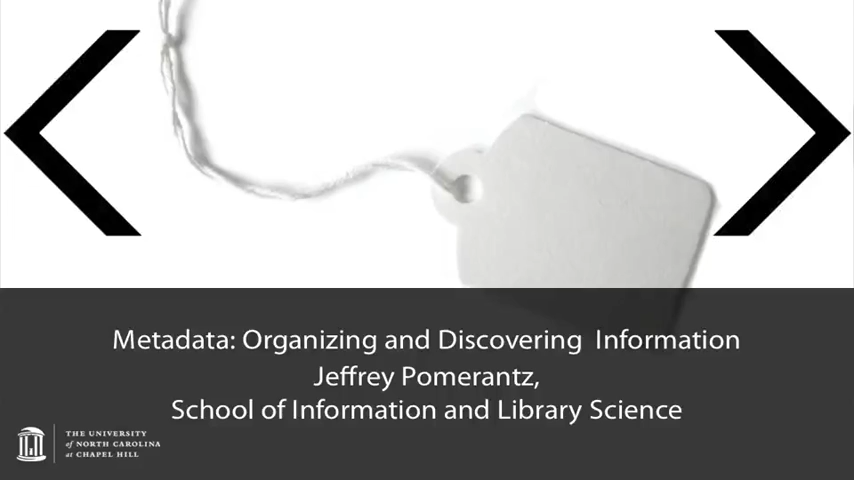 Metadata: Organizing and Discovering  Information
Jeffrey Pomerantz,
School of Information and Library Science
THE UNIVERSITY
of NORTH CAROLINA
at CHAPEL HILL